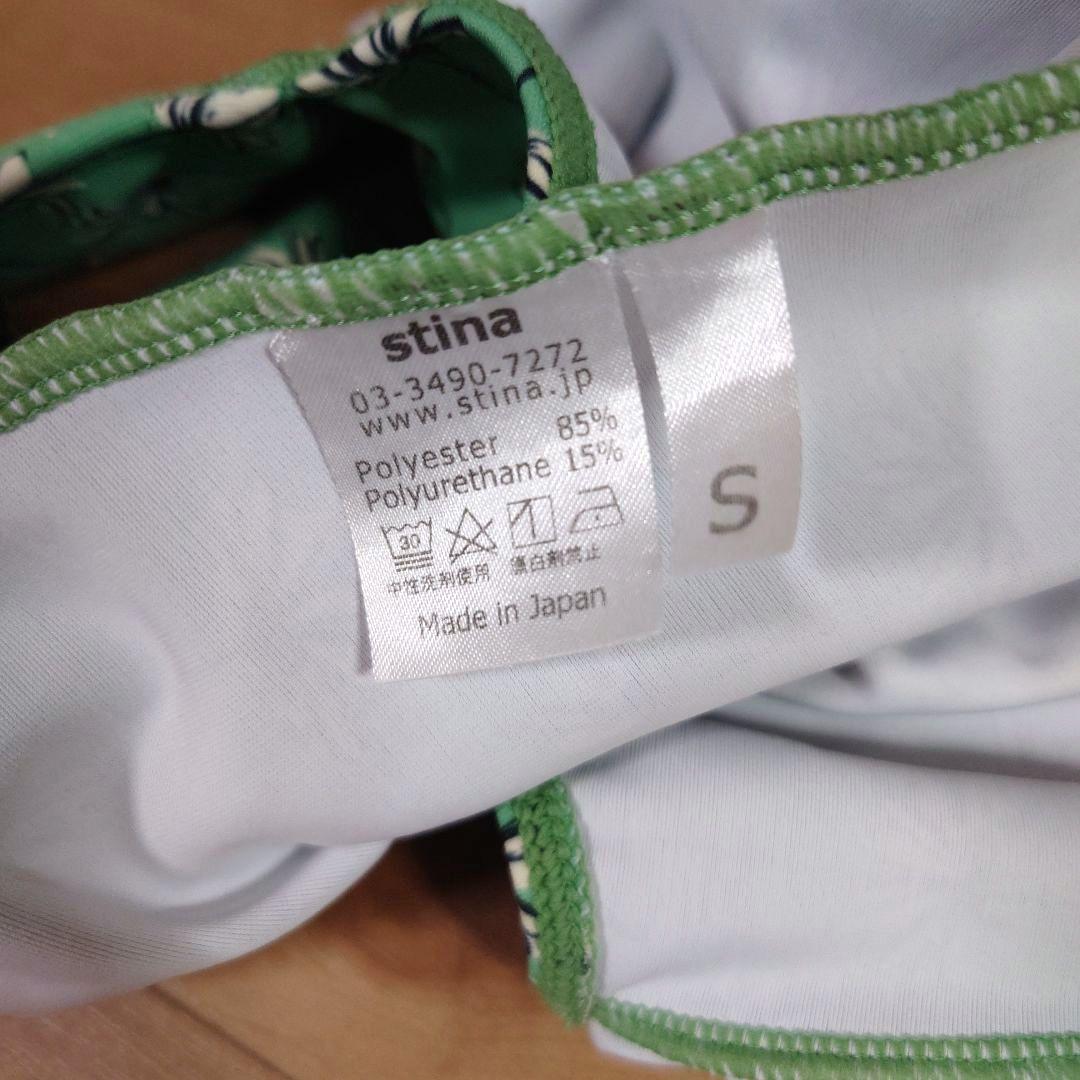 stina
03-3490-7272
www.stina.jp
Polyester 85%
Polyurethane 15%
30
中性洗剤使用 漂白剤禁止
Made in Japan
S